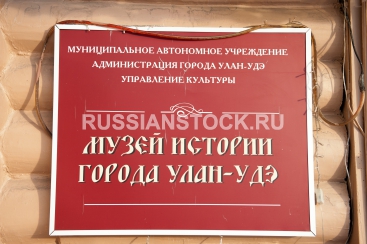 МУНИЦИПАЛЬНОЕ АВТОНОМНОЕ УЧРЕЖДЕНИЕ
АДМИНИСТРАЦИЯ ГОРОДА УЛАН-УДЭ
УПРАВЛЕНИЕ КУЛЬТУРЫ
RUSSIANSTOCK.RU
МУЗЕЙ ИСТОРИИ
ГОРОДА УЛАН-УДЭ